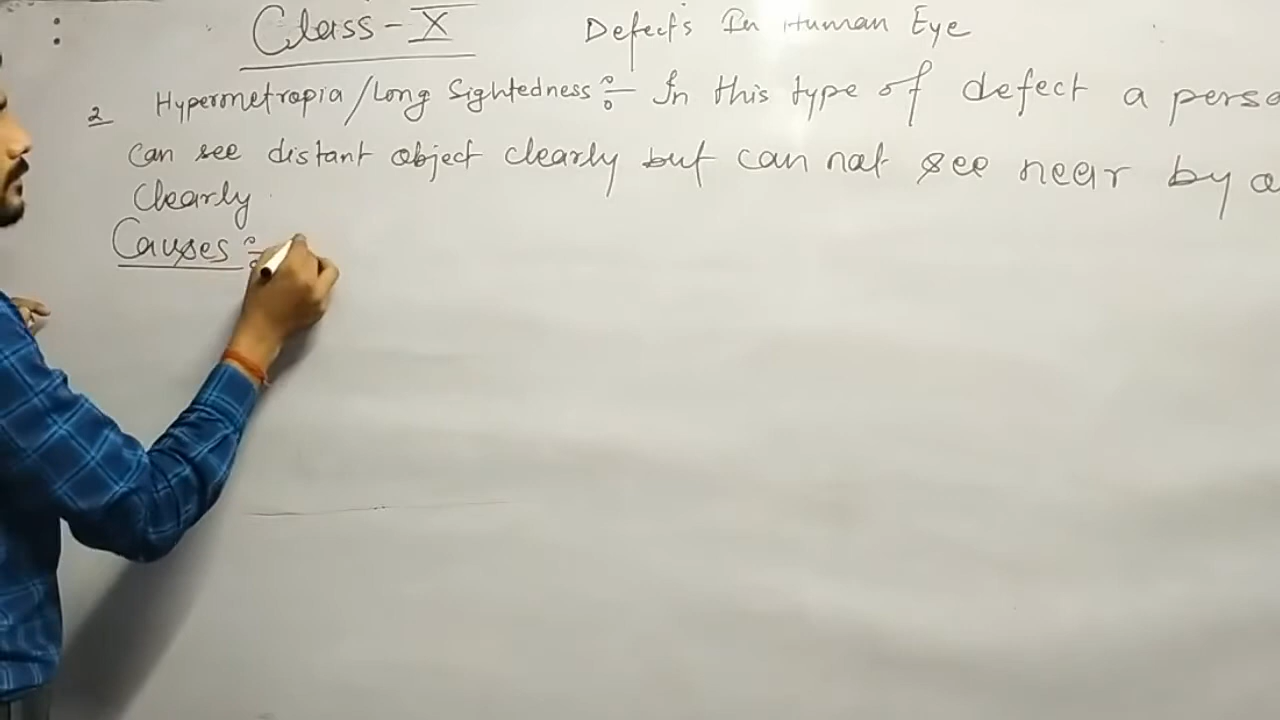 Class - X
Defects In Human Eye
2 Hypermetropia / Long Sightedness :- In this type of defect a perso
can see distant object clearly but can not see near by
Clearly
Causes :-